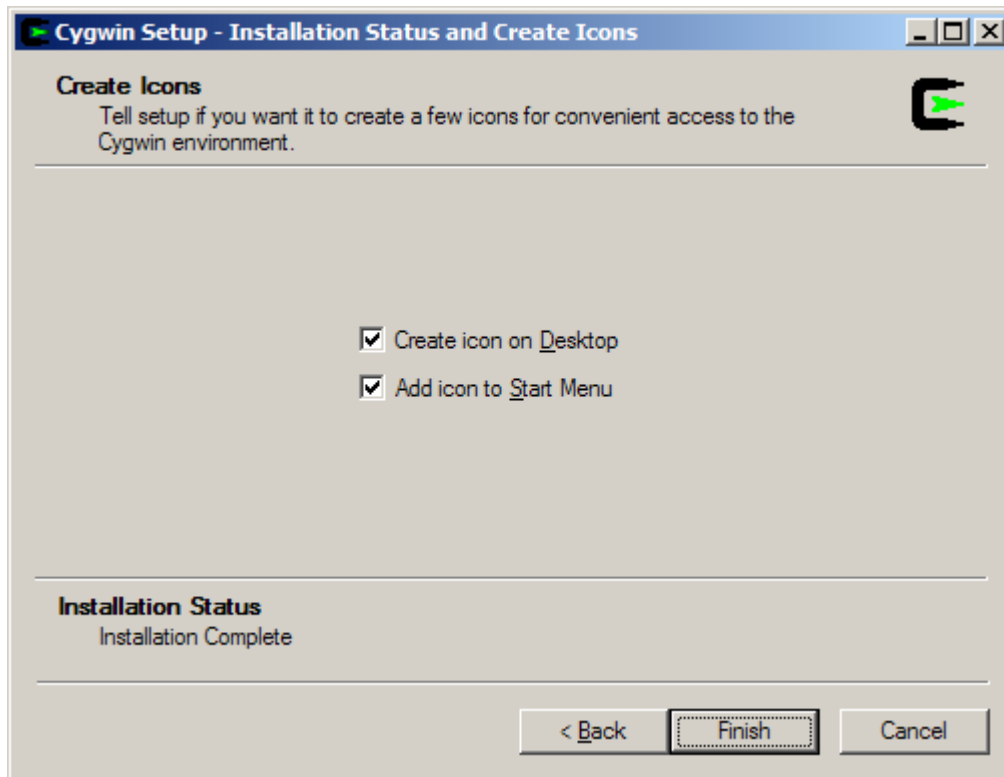 Cygwin Setup - Installation Status and Create Icons
Create Icons
Tell setup if you want it to create a few icons for convenient access to the
Cygwin environment.
Create icon on Desktop
Add icon to Start Menu
Installation Status
Installation Complete
< Back Finish Cancel